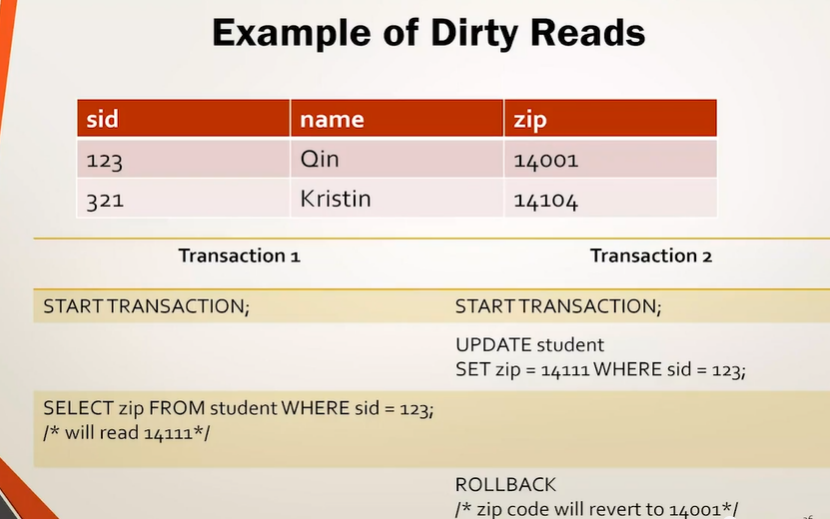 Example of Dirty Reads
sid name zip
123 Qin 14001
321 Kristin 14104
Transaction 1 Transaction 2
START TRANSACTION; START TRANSACTION;
UPDATE student
SET zip = 14111 WHERE sid = 123;
SELECT zip FROM student WHERE sid = 123;
/* will read 14111*/
ROLLBACK
/* zip code will revert to 14001*/